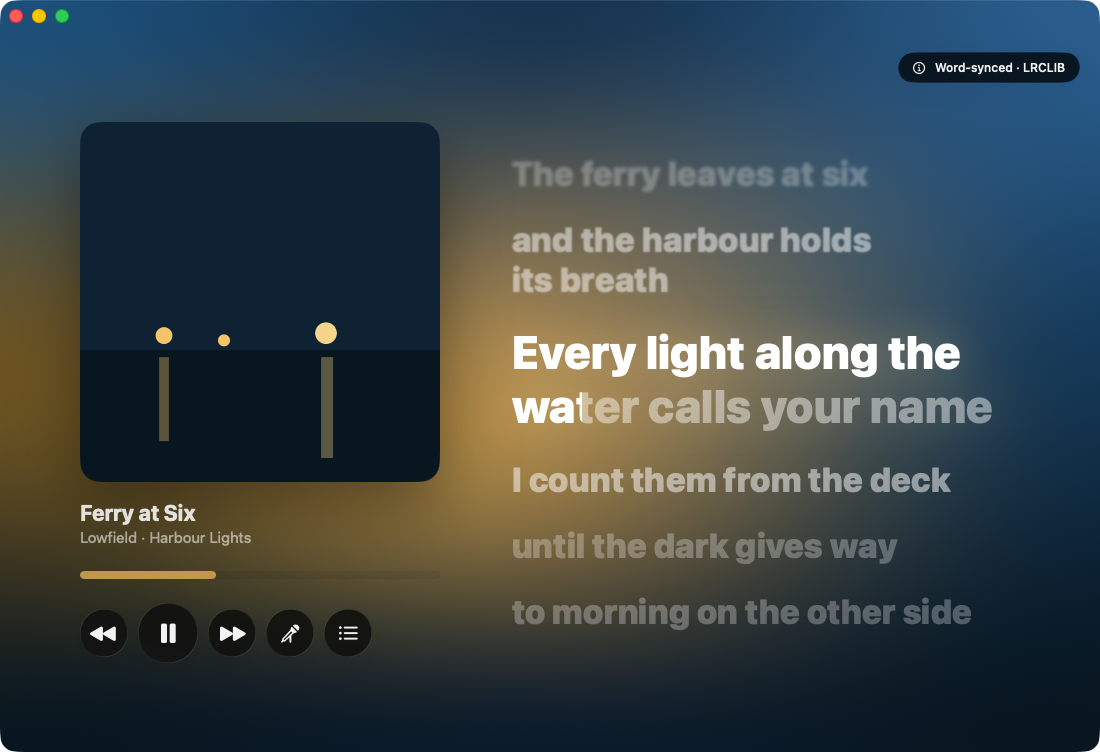 Word-synced · LRCLIB
The ferry leaves at six
and the harbour holds
its breath
Every light along the
water calls your name
I count them from the deck
until the dark gives way
to morning on the other side
Ferry at Six
Lowfield · Harbour Lights